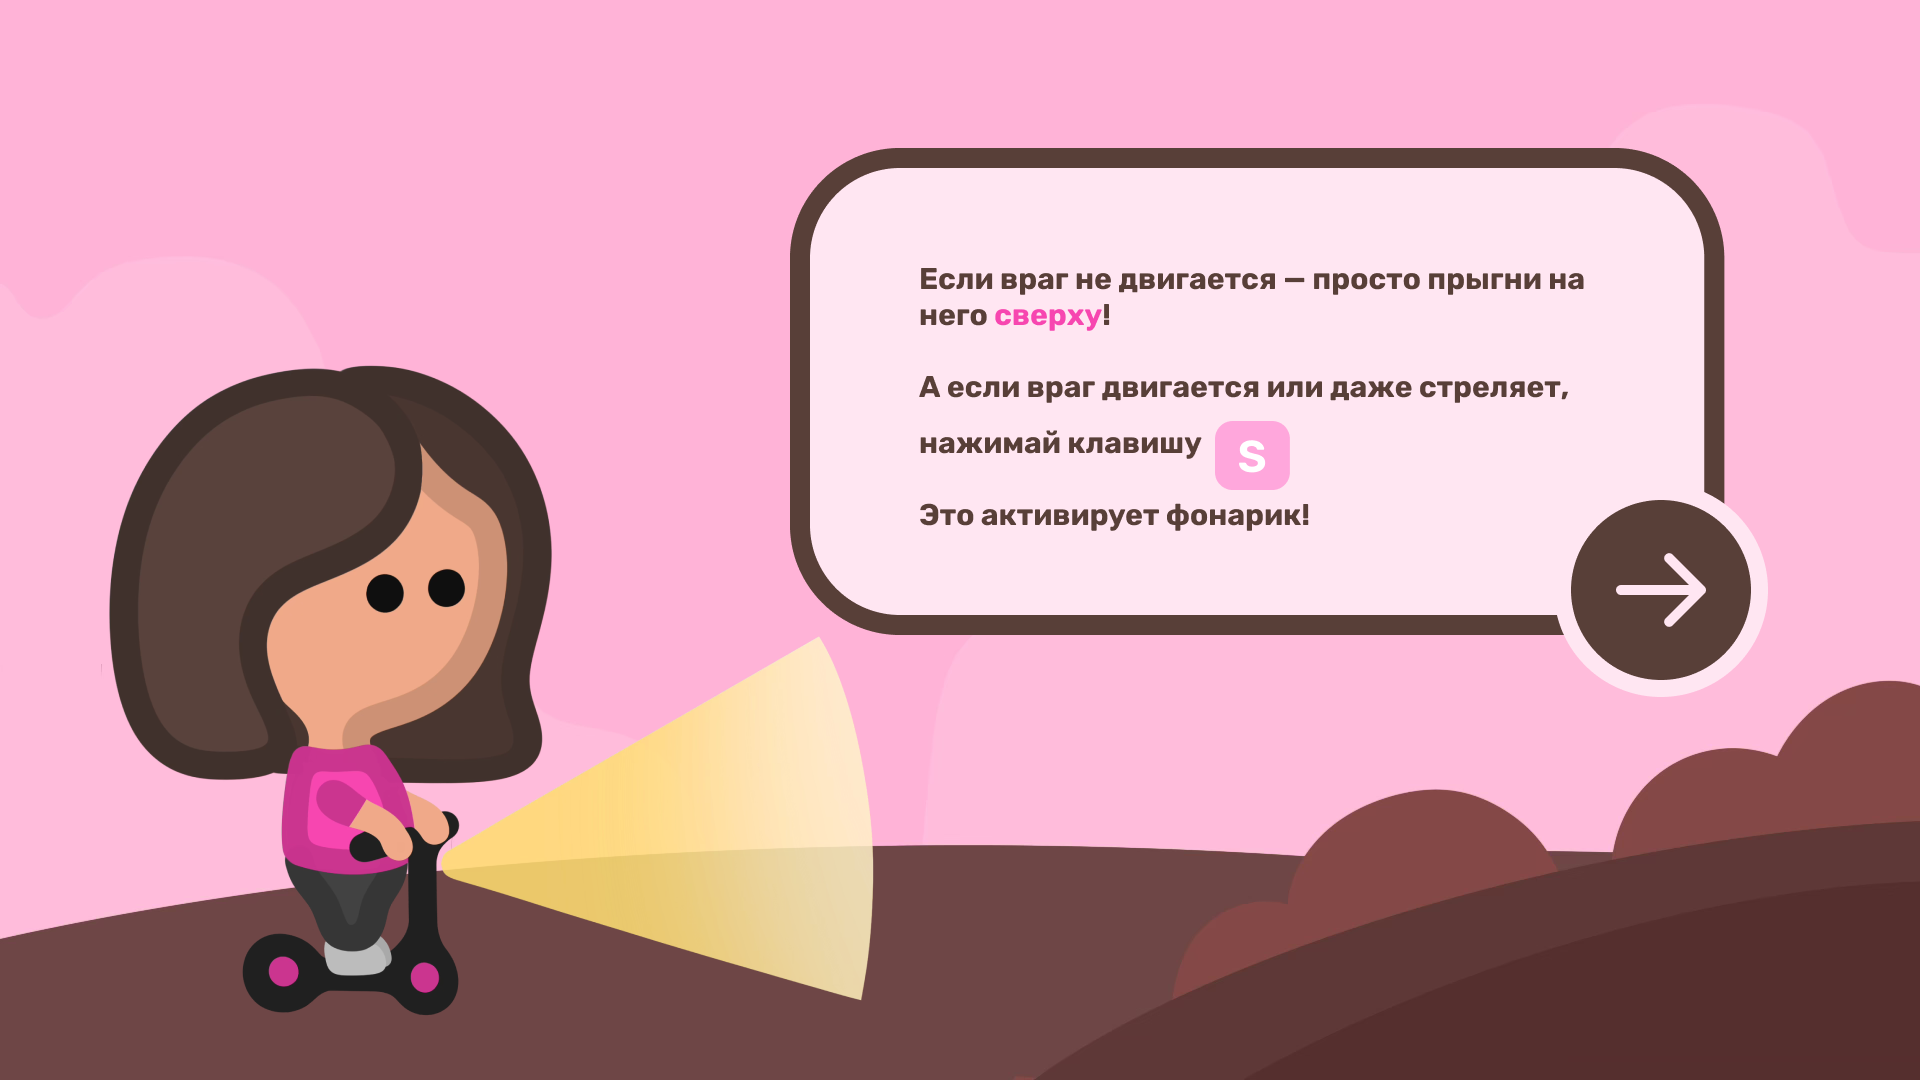 Если враг не двигается — просто прыгни на
него сверху!
А если враг двигается или даже стреляет,
нажимай клавишу S
Это активирует фонарик!